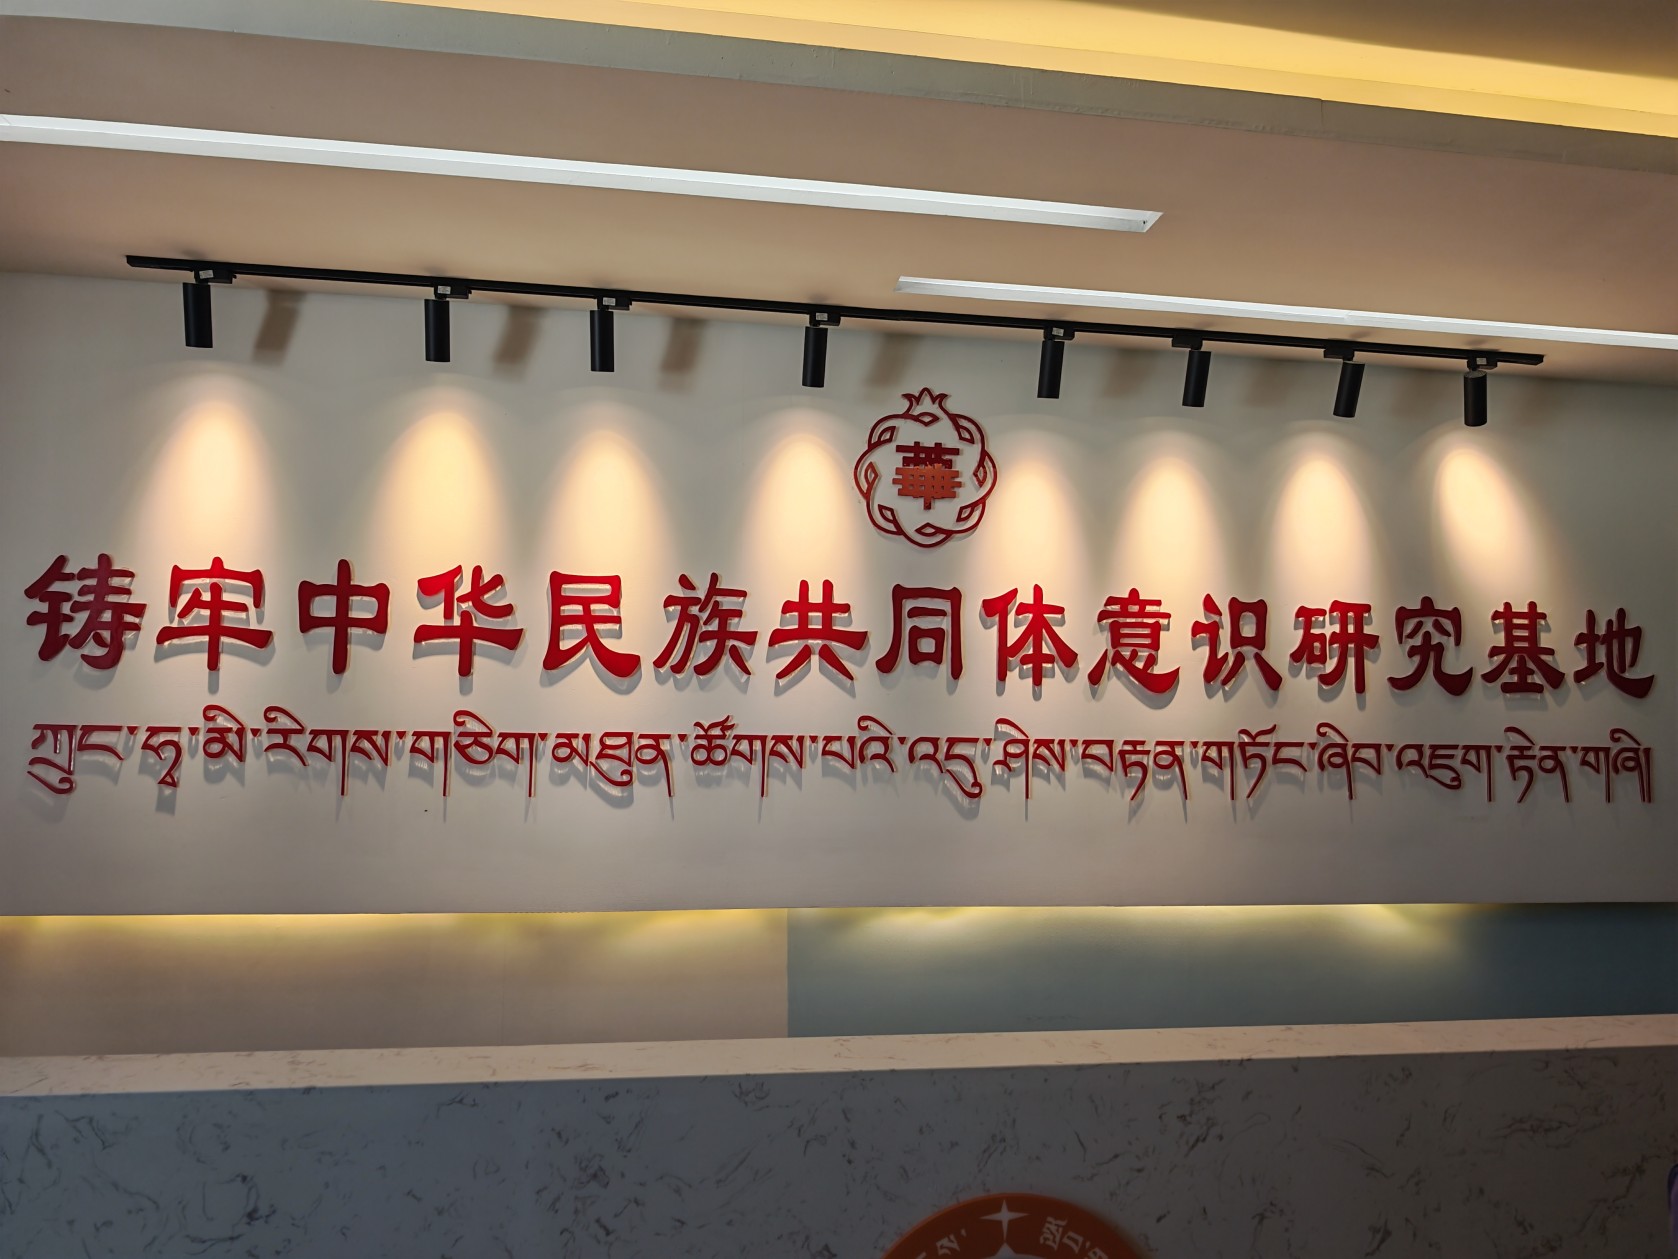 華
铸牢中华民族共同体意识研究基地
ཀྲུང་ཧྭ་མི་རིགས་གཅིག་མཐུན་ཚོགས་པའི་འདུ་ཤེས་བརྟན་གཏོང་ཞིབ་འཇུག་རྟེན་གཞི།